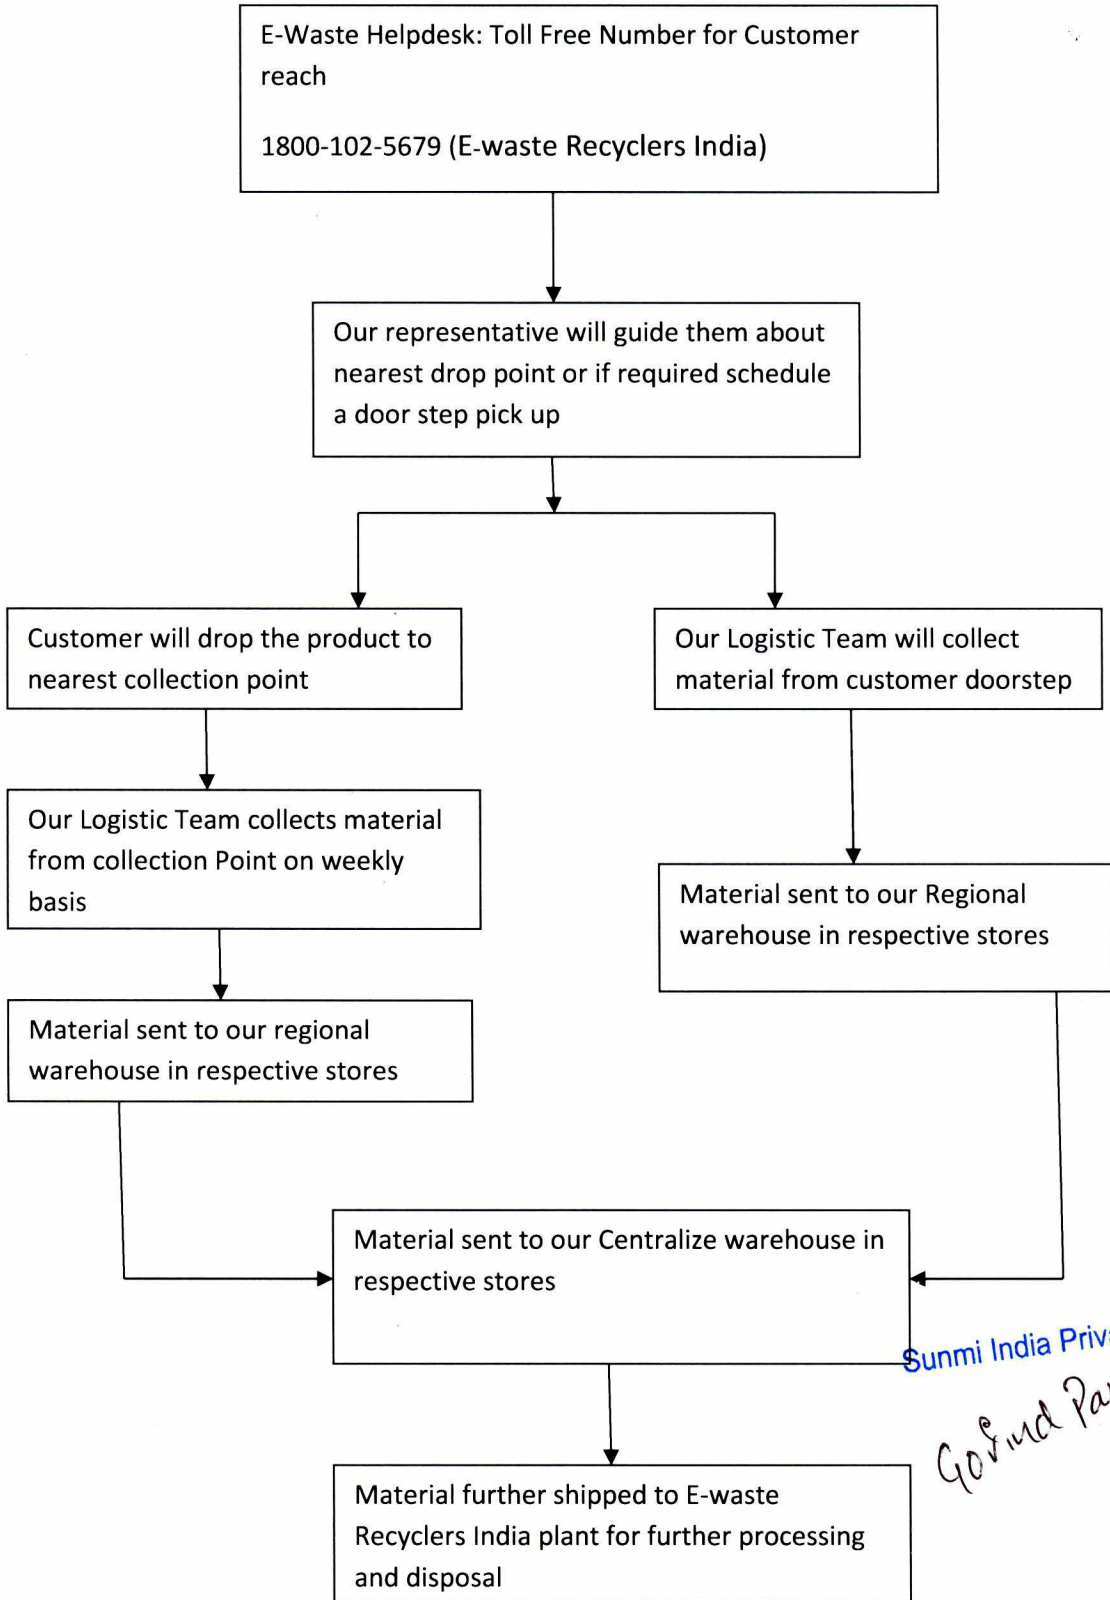 E-Waste Helpdesk: Toll Free Number for Customer
reach
1800-102-5679 (E-waste Recyclers India)
Our representative will guide them about
nearest drop point or if required schedule
a door step pick up
Customer will drop the product to
nearest collection point
Our Logistic Team will collect
material from customer doorstep
Our Logistic Team collects material
from collection Point on weekly
basis
Material sent to our Regional
warehouse in respective stores
Material sent to our regional
warehouse in respective stores
Material sent to our Centralize warehouse in
respective stores
Sunmi India
Govind
Material further shipped to E-waste
Recyclers India plant for further processing
and disposal